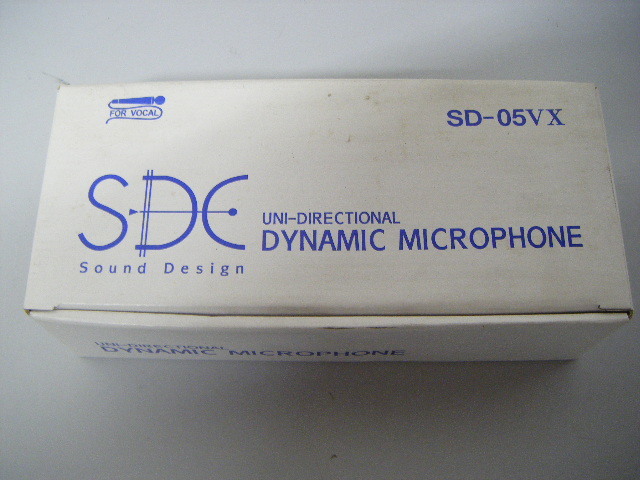 FOR VOCAL
SD-05VX
SDE
Sound Design
UNI-DIRECTIONAL
DYNAMIC MICROPHONE
UNI-DIRECTIONAL
DYNAMIC MICROPHONE